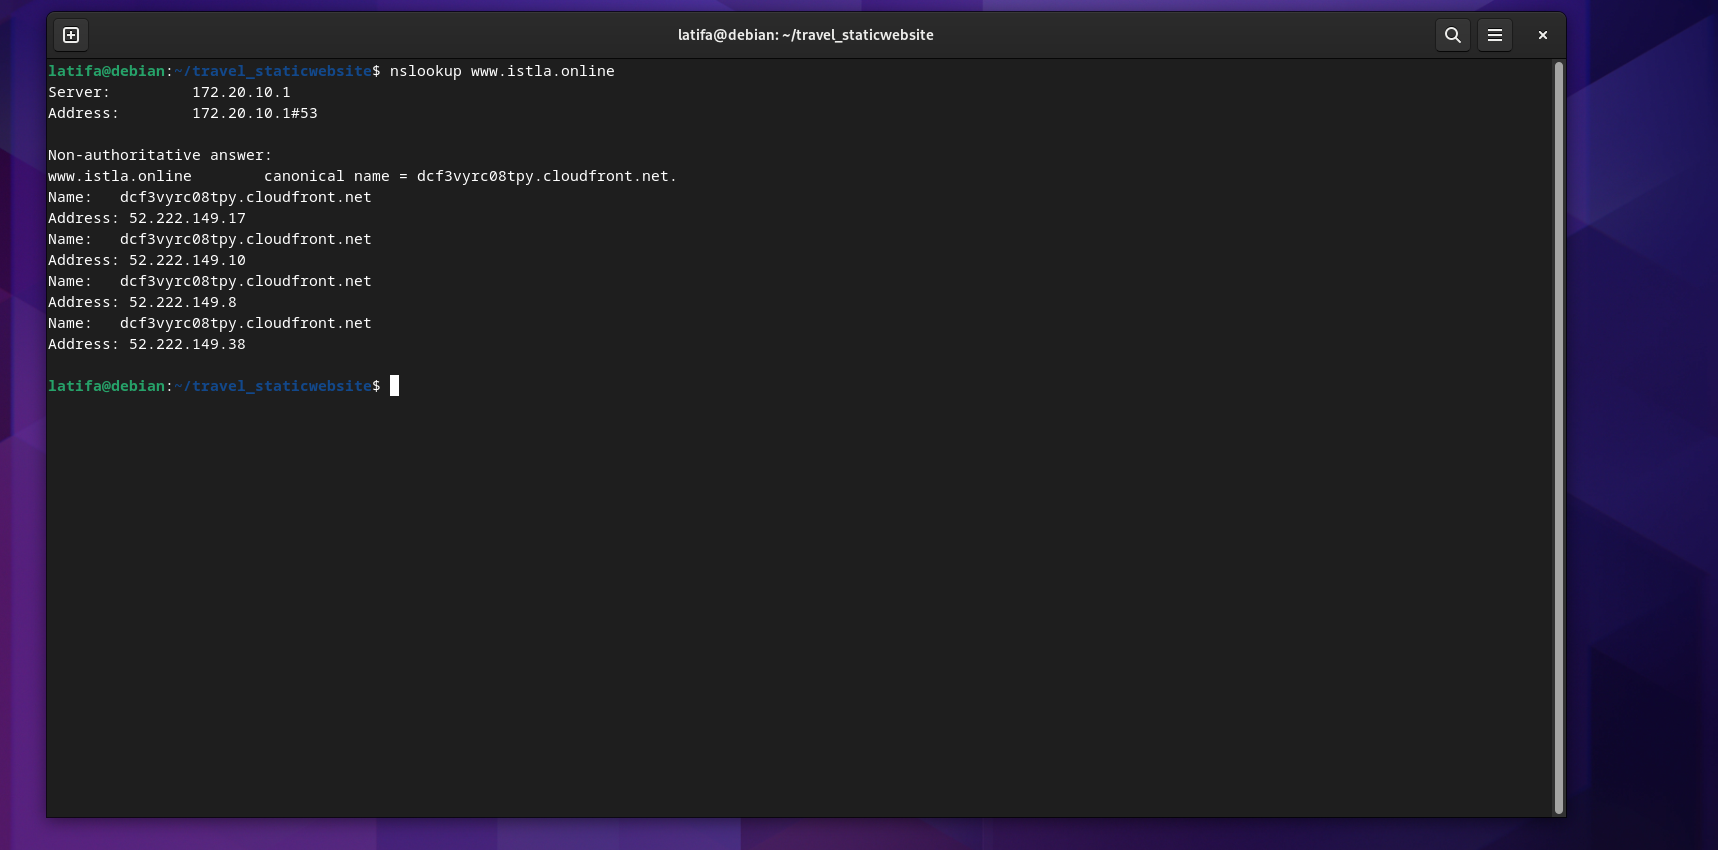 latifa@debian: ~/travel_staticwebsite
latifa@debian:~/travel_staticwebsite$ nslookup www.istla.online
Server:         172.20.10.1
Address:        172.20.10.1#53

Non-authoritative answer:
www.istla.online        canonical name = dcf3vyrc08tpy.cloudfront.net.
Name:   dcf3vyrc08tpy.cloudfront.net
Address: 52.222.149.17
Name:   dcf3vyrc08tpy.cloudfront.net
Address: 52.222.149.10
Name:   dcf3vyrc08tpy.cloudfront.net
Address: 52.222.149.8
Name:   dcf3vyrc08tpy.cloudfront.net
Address: 52.222.149.38

latifa@debian:~/travel_staticwebsite$